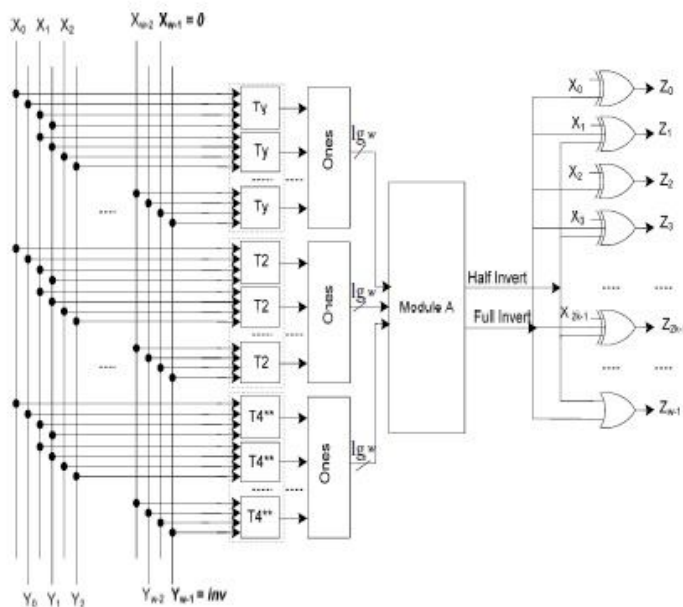 X0 X1 X2 Xw-2 Xw-1 = 0
Ty
Ty
Ty
Ones
lg w
T2
T2
T2
Ones
lg w
T4**
T4**
T4**
Ones
lg w
Module A
Half Invert
Full Invert
X0 Z0
X1 Z1
X2 Z2
X3 Z3
X2k-1 Z2k-
Zw-1
Y0 Y1 Y2 Yw-2 Yw-1 = inv